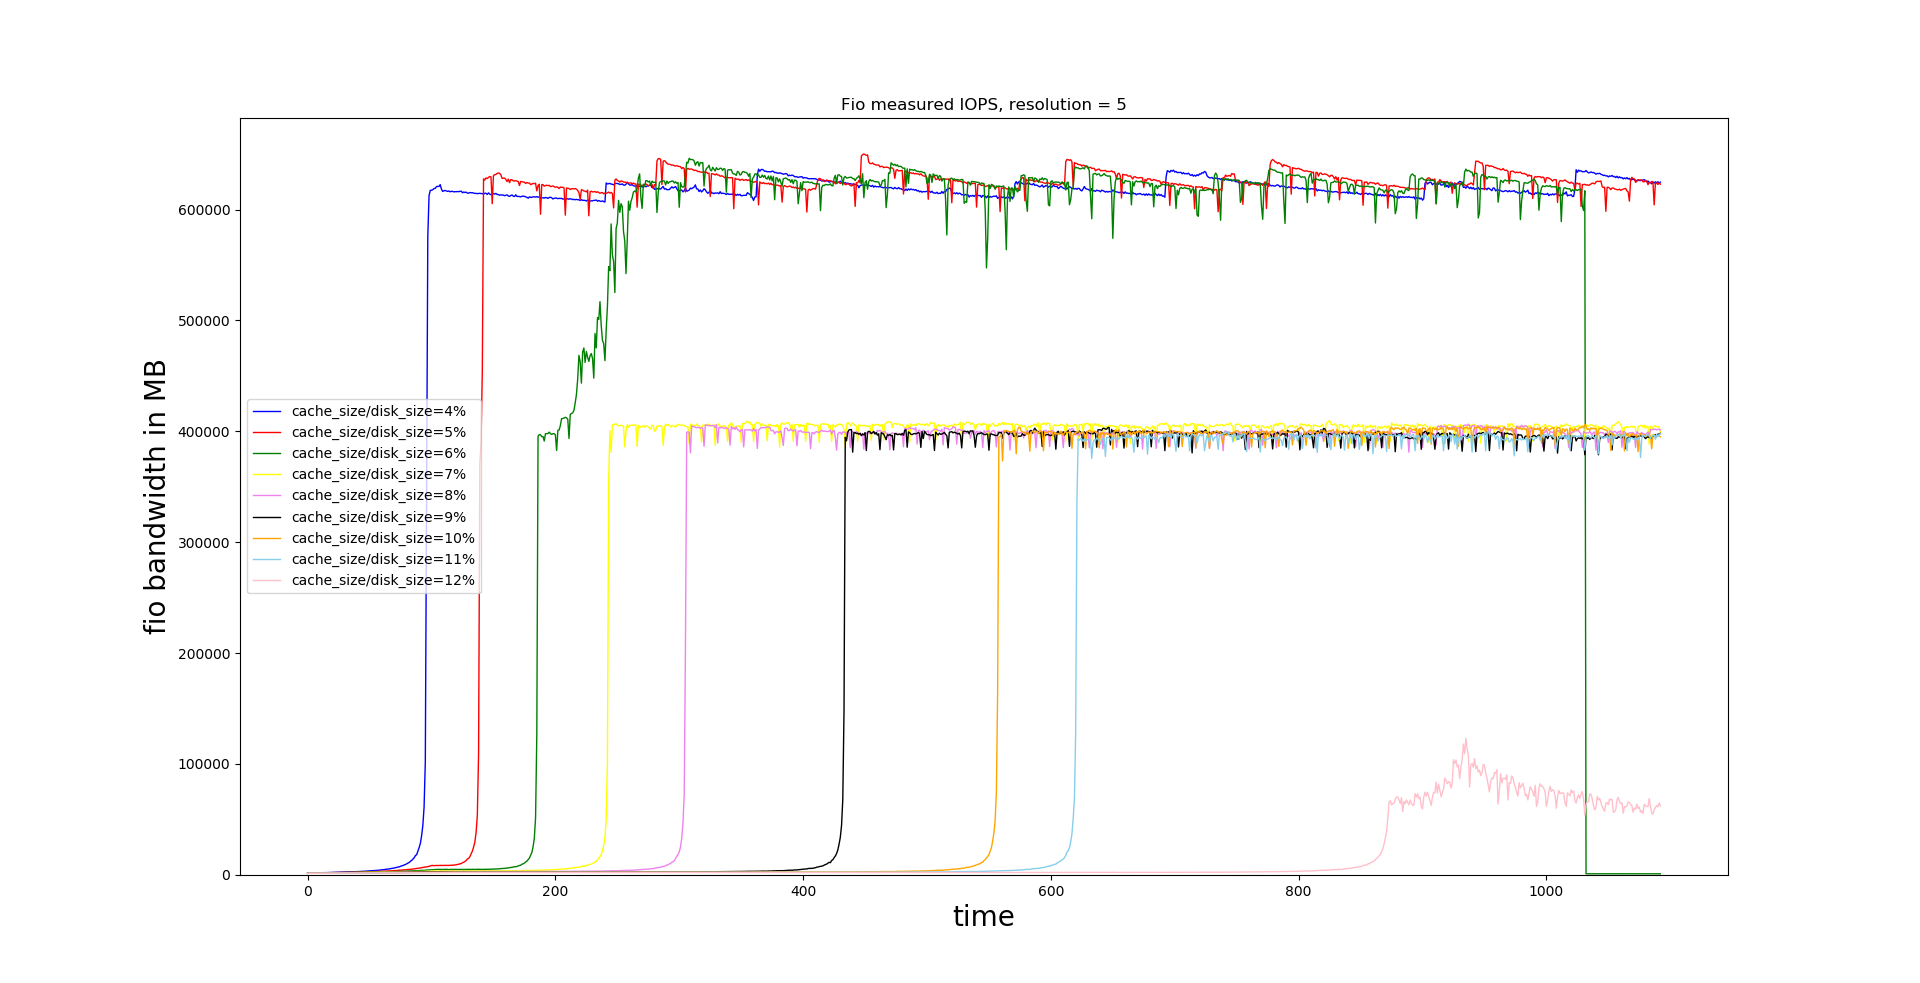 Fio measured IOPS, resolution = 5
fio bandwidth in MB
600000
500000
400000
300000
200000
100000
0
cache_size/disk_size=4%
cache_size/disk_size=5%
cache_size/disk_size=6%
cache_size/disk_size=7%
cache_size/disk_size=8%
cache_size/disk_size=9%
cache_size/disk_size=10%
cache_size/disk_size=11%
cache_size/disk_size=12%
0 200 400 600 800 1000
time